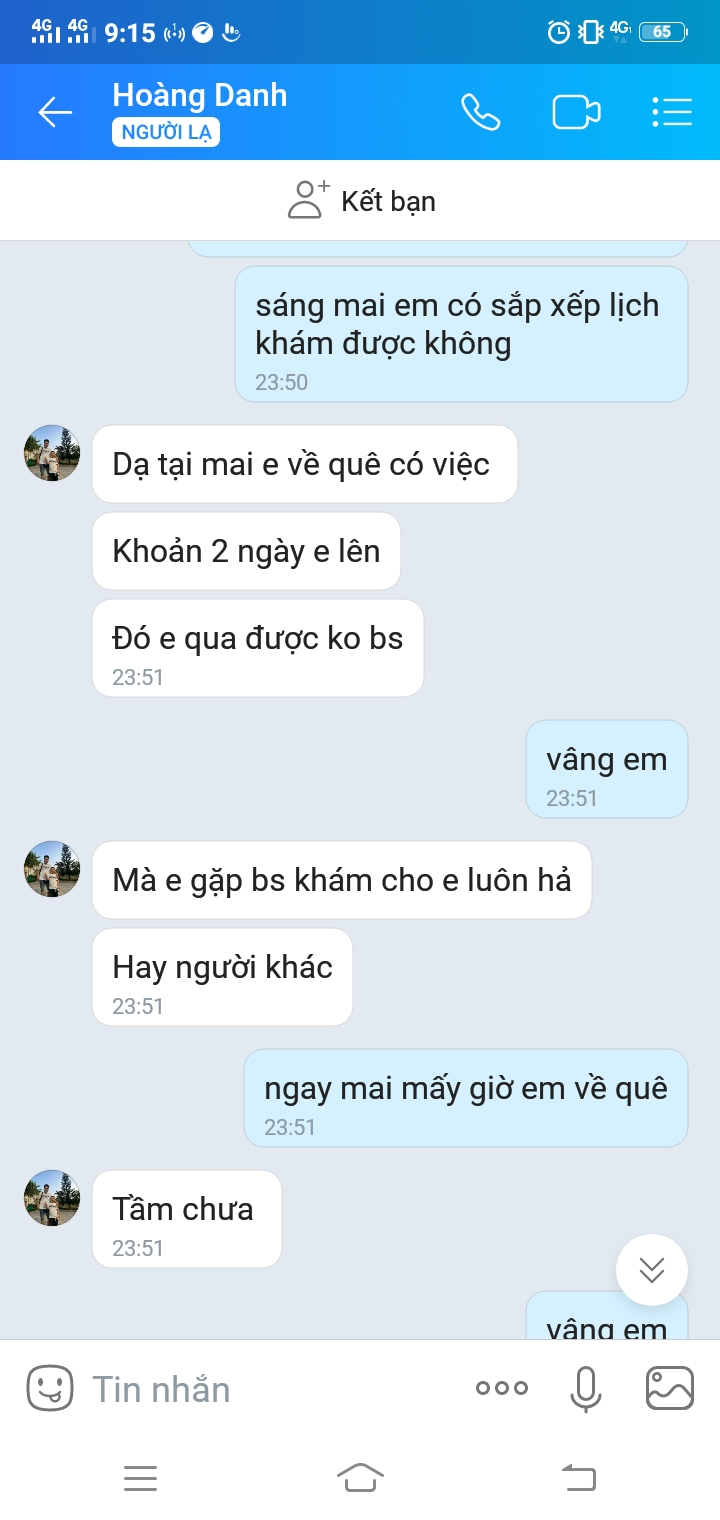 4G 4G 9:15 4G 65
Hoàng Danh
NGƯỜI LẠ
Kết bạn
sáng mai em có sắp xếp lịch
khám được không
23:50
Dạ tại mai e về quê có việc
Khoản 2 ngày e lên
Đó e qua được ko bs
23:51
vâng em
23:51
Mà e gặp bs khám cho e luôn hả
Hay người khác
23:51
ngay mai mấy giờ em về quê
23:51
Tầm chưa
23:51
vâng em
Tin nhắn